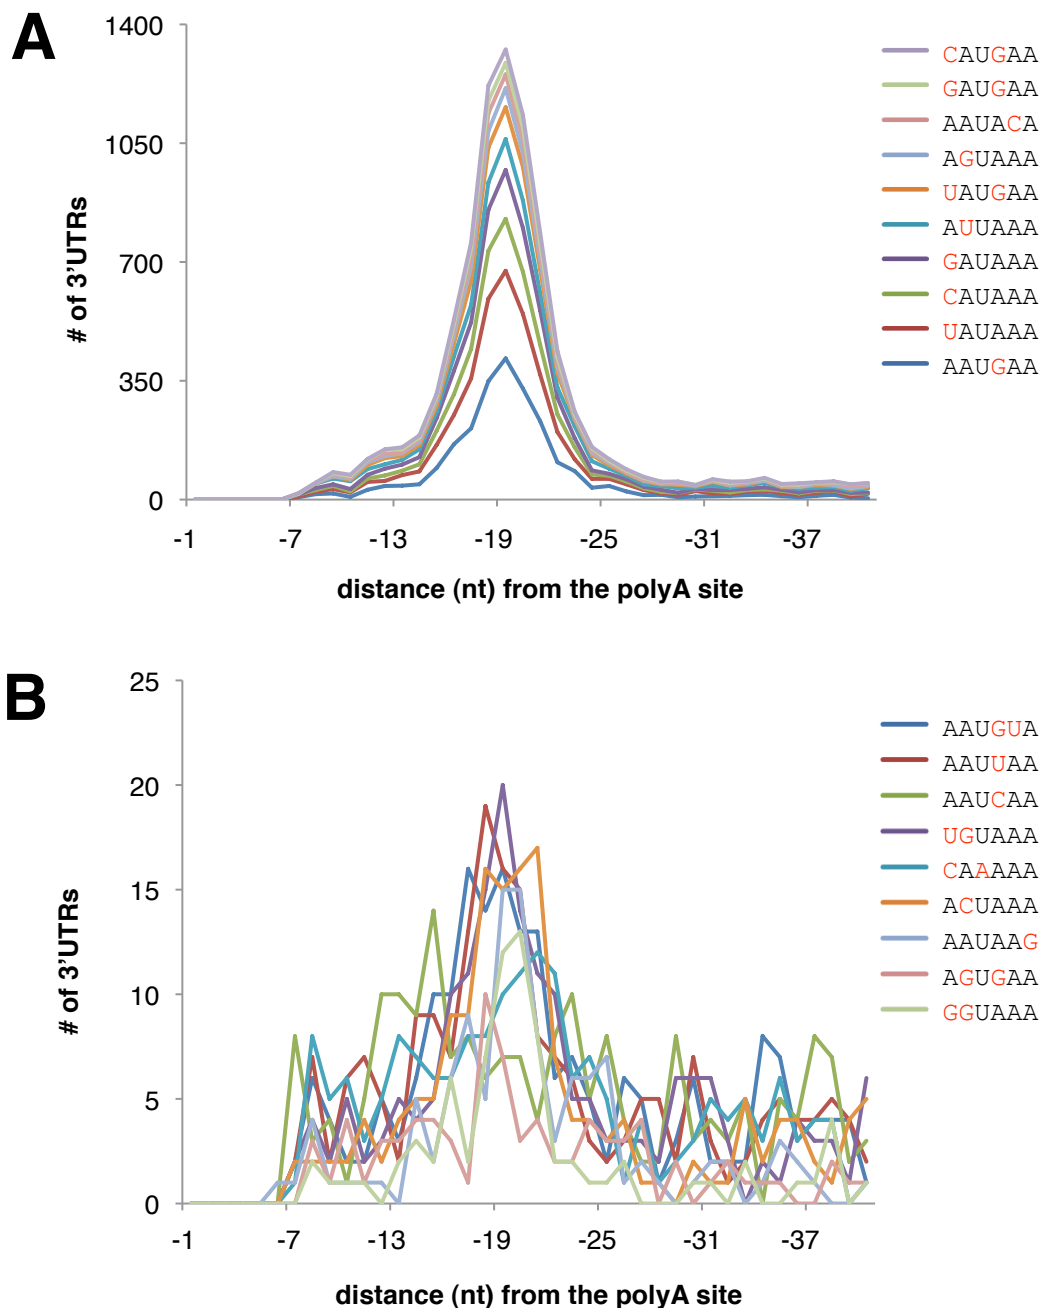 A
1400
1050
700
350
0
# of 3'UTRs
-1 -7 -13 -19 -25 -31 -37
distance (nt) from the polyA site
CAUGAA
GAUGAA
AAUACA
AGUAAA
UAUGAA
AUUAAA
GAUAAA
CAUAAA
UAUAAA
AAUGAA
B
25
20
15
10
5
0
# of 3'UTRs
-1 -7 -13 -19 -25 -31 -37
distance (nt) from the polyA site
AAUGUA
AAUUAA
AAUCAA
UGUAAA
CAAAAA
ACUAAA
AAUAAG
AGUGAA
GGUAAA